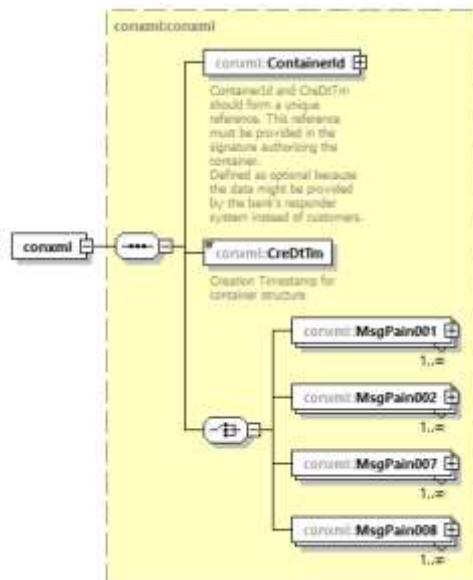 conxml:conxml
conxml:ContainerId
ContainerId and CreDtTm
should form a unique
reference. This reference
must be provided in the
signature authorizing the
container.
Defined as optional because
the data might be provided
by the bank's responder
system instead of customers.
conxml
conxml:CreDtTm
Creation Timestamp for
container structure
conxml:MsgPain001
1..∞
conxml:MsgPain002
1..∞
conxml:MsgPain007
1..∞
conxml:MsgPain008
1..∞